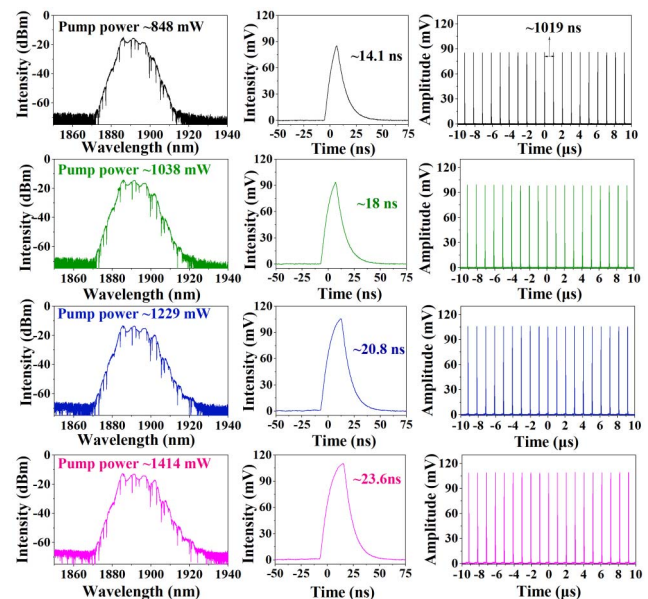 Pump power ~848 mW
Intensity (dBm)
0
-20
-40
-60
1860 1880 1900 1920 1940
Wavelength (nm)
~14.1 ns
Intensity (mV)
120
90
60
30
0
-50 -25 0 25 50 75
Time (ns)
~1019 ns
Amplitude (mV)
120
90
60
30
0
-10 -8 -6 -4 -2 0 2 4 6 8 10
Time (μs)
Pump power ~1038 mW
Intensity (dBm)
0
-20
-40
-60
1860 1880 1900 1920 1940
Wavelength (nm)
~18 ns
Intensity (mV)
120
90
60
30
0
-50 -25 0 25 50 75
Time (ns)
Amplitude (mV)
120
90
60
30
0
-10 -8 -6 -4 -2 0 2 4 6 8 10
Time (μs)
Pump power ~1229 mW
Intensity (dBm)
0
-20
-40
-60
1860 1880 1900 1920 1940
Wavelength (nm)
~20.8 ns
Intensity (mV)
120
90
60
30
0
-50 -25 0 25 50 75
Time (ns)
Amplitude (mV)
120
90
60
30
0
-10 -8 -6 -4 -2 0 2 4 6 8 10
Time (μs)
Pump power ~1414 mW
Intensity (dBm)
0
-20
-40
-60
1860 1880 1900 1920 1940
Wavelength (nm)
~23.6ns
Intensity (mV)
120
90
60
30
0
-50 -25 0 25 50 75
Time (ns)
Amplitude (mV)
120
90
60
30
0
-10 -8 -6 -4 -2 0 2 4 6 8 10
Time (μs)